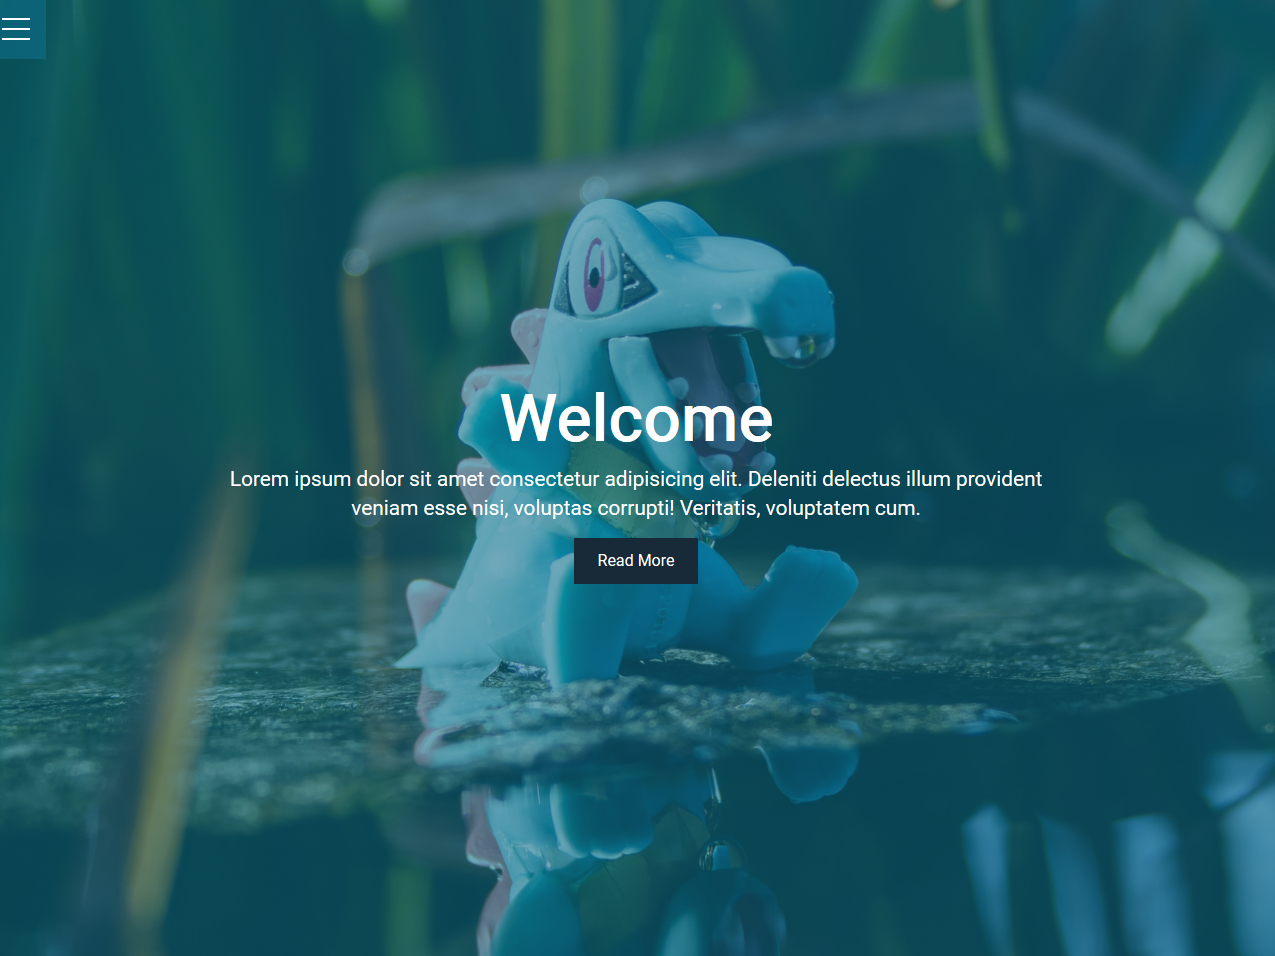 Welcome
Lorem ipsum dolor sit amet consectetur adipisicing elit. Deleniti delectus illum provident
veniam esse nisi, voluptas corrupti! Veritatis, voluptatem cum.
Read More